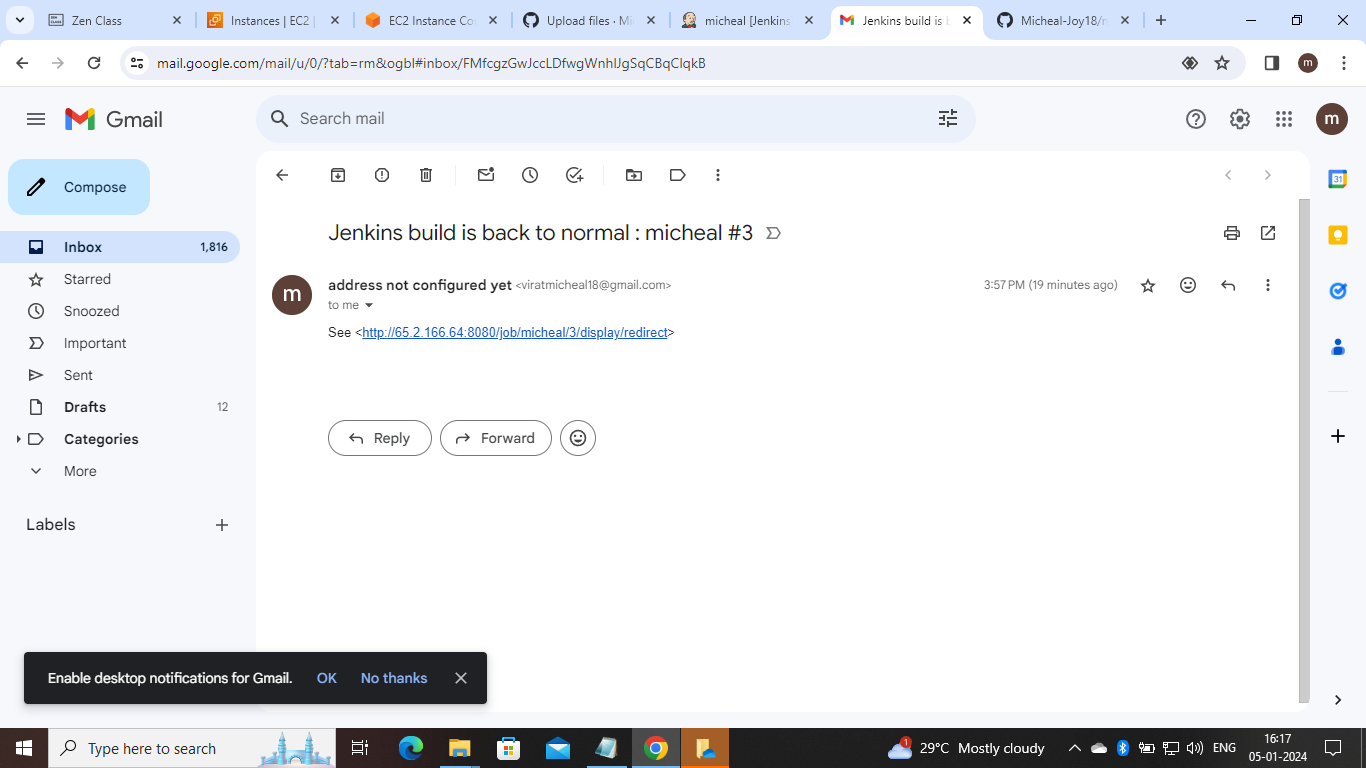 Zen Class
Instances | EC2 |
EC2 Instance Co
Upload files · Mi
micheal [Jenkins
Jenkins build is b
Micheal-Joy18/
mail.google.com/mail/u/0/?tab=rm&ogbl#inbox/FMfcgzGwJccLDfwgWnhlJgSqCBqClqkB
m
Gmail
Search mail
m
Compose
31
Jenkins build is back to normal : micheal #3
Inbox 1,816
Starred
m
address not configured yet <viratmicheal18@gmail.com>
3:57 PM (19 minutes ago)
to me
Snoozed
See <http://65.2.166.64:8080/job/micheal/3/display/redirect>
Important
Sent
Drafts 12
Categories
Reply
Forward
More
Labels
Enable desktop notifications for Gmail. OK No thanks
Type here to search
1
29°C Mostly cloudy
ENG
16:17
05-01-2024